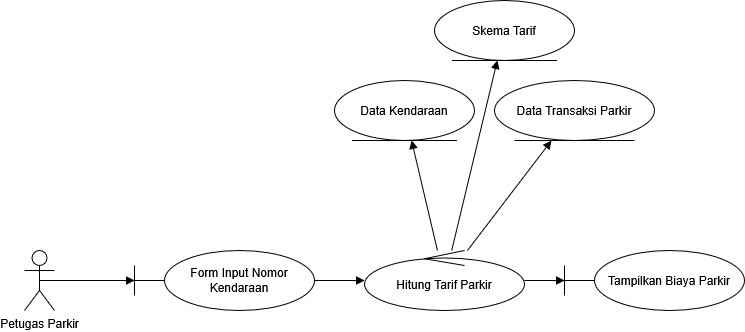 Skema Tarif
Data Kendaraan
Data Transaksi Parkir
Form Input Nomor
Kendaraan
Hitung Tarif Parkir
Tampilkan Biaya Parkir
Petugas Parkir